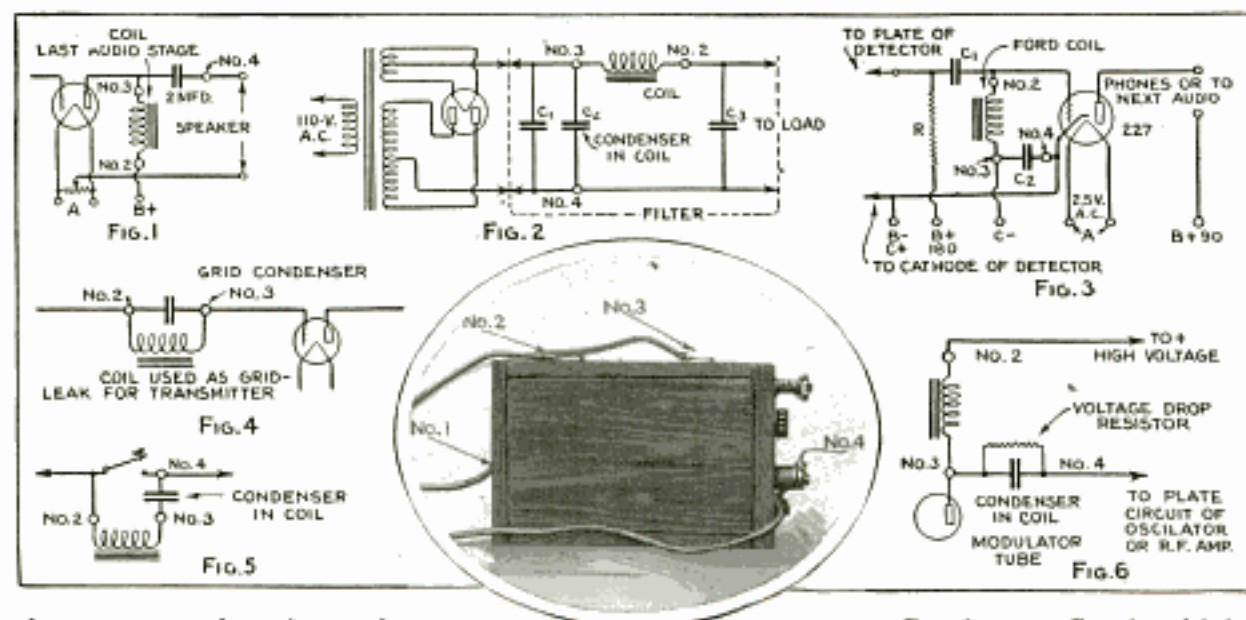 COIL
LAST AUDIO STAGE
No.4
No.3
2 MFD.
SPEAKER
No.2
A
B+
FIG.1
110-V.
A.C.
No.3
No.2
COIL
C1
C2
C3
TO LOAD
CONDENSER
IN COIL
No.4
FILTER
FIG.2
TO PLATE OF
DETECTOR
C1
FORD COIL
No.2
PHONES OR TO
NEXT AUDIO
227
R
No.4
No.3
C2
2.5 V.
A.C.
B-
C+
B+
180
C-
A
B+90
TO CATHODE OF DETECTOR
FIG.3
GRID CONDENSER
No.2
No.3
COIL USED AS GRID-
LEAK FOR TRANSMITTER
FIG.4
No.4
CONDENSER
IN COIL
No.2
No.3
FIG.5
No.2
No.3
No.1
No.4
TO +
HIGH VOLTAGE
No.2
VOLTAGE DROP
RESISTOR
No.3
No.4
CONDENSER
IN COIL
TO PLATE
CIRCUIT OF
OSCILATOR
OR R.F. AMP.
MODULATOR
TUBE
FIG.6